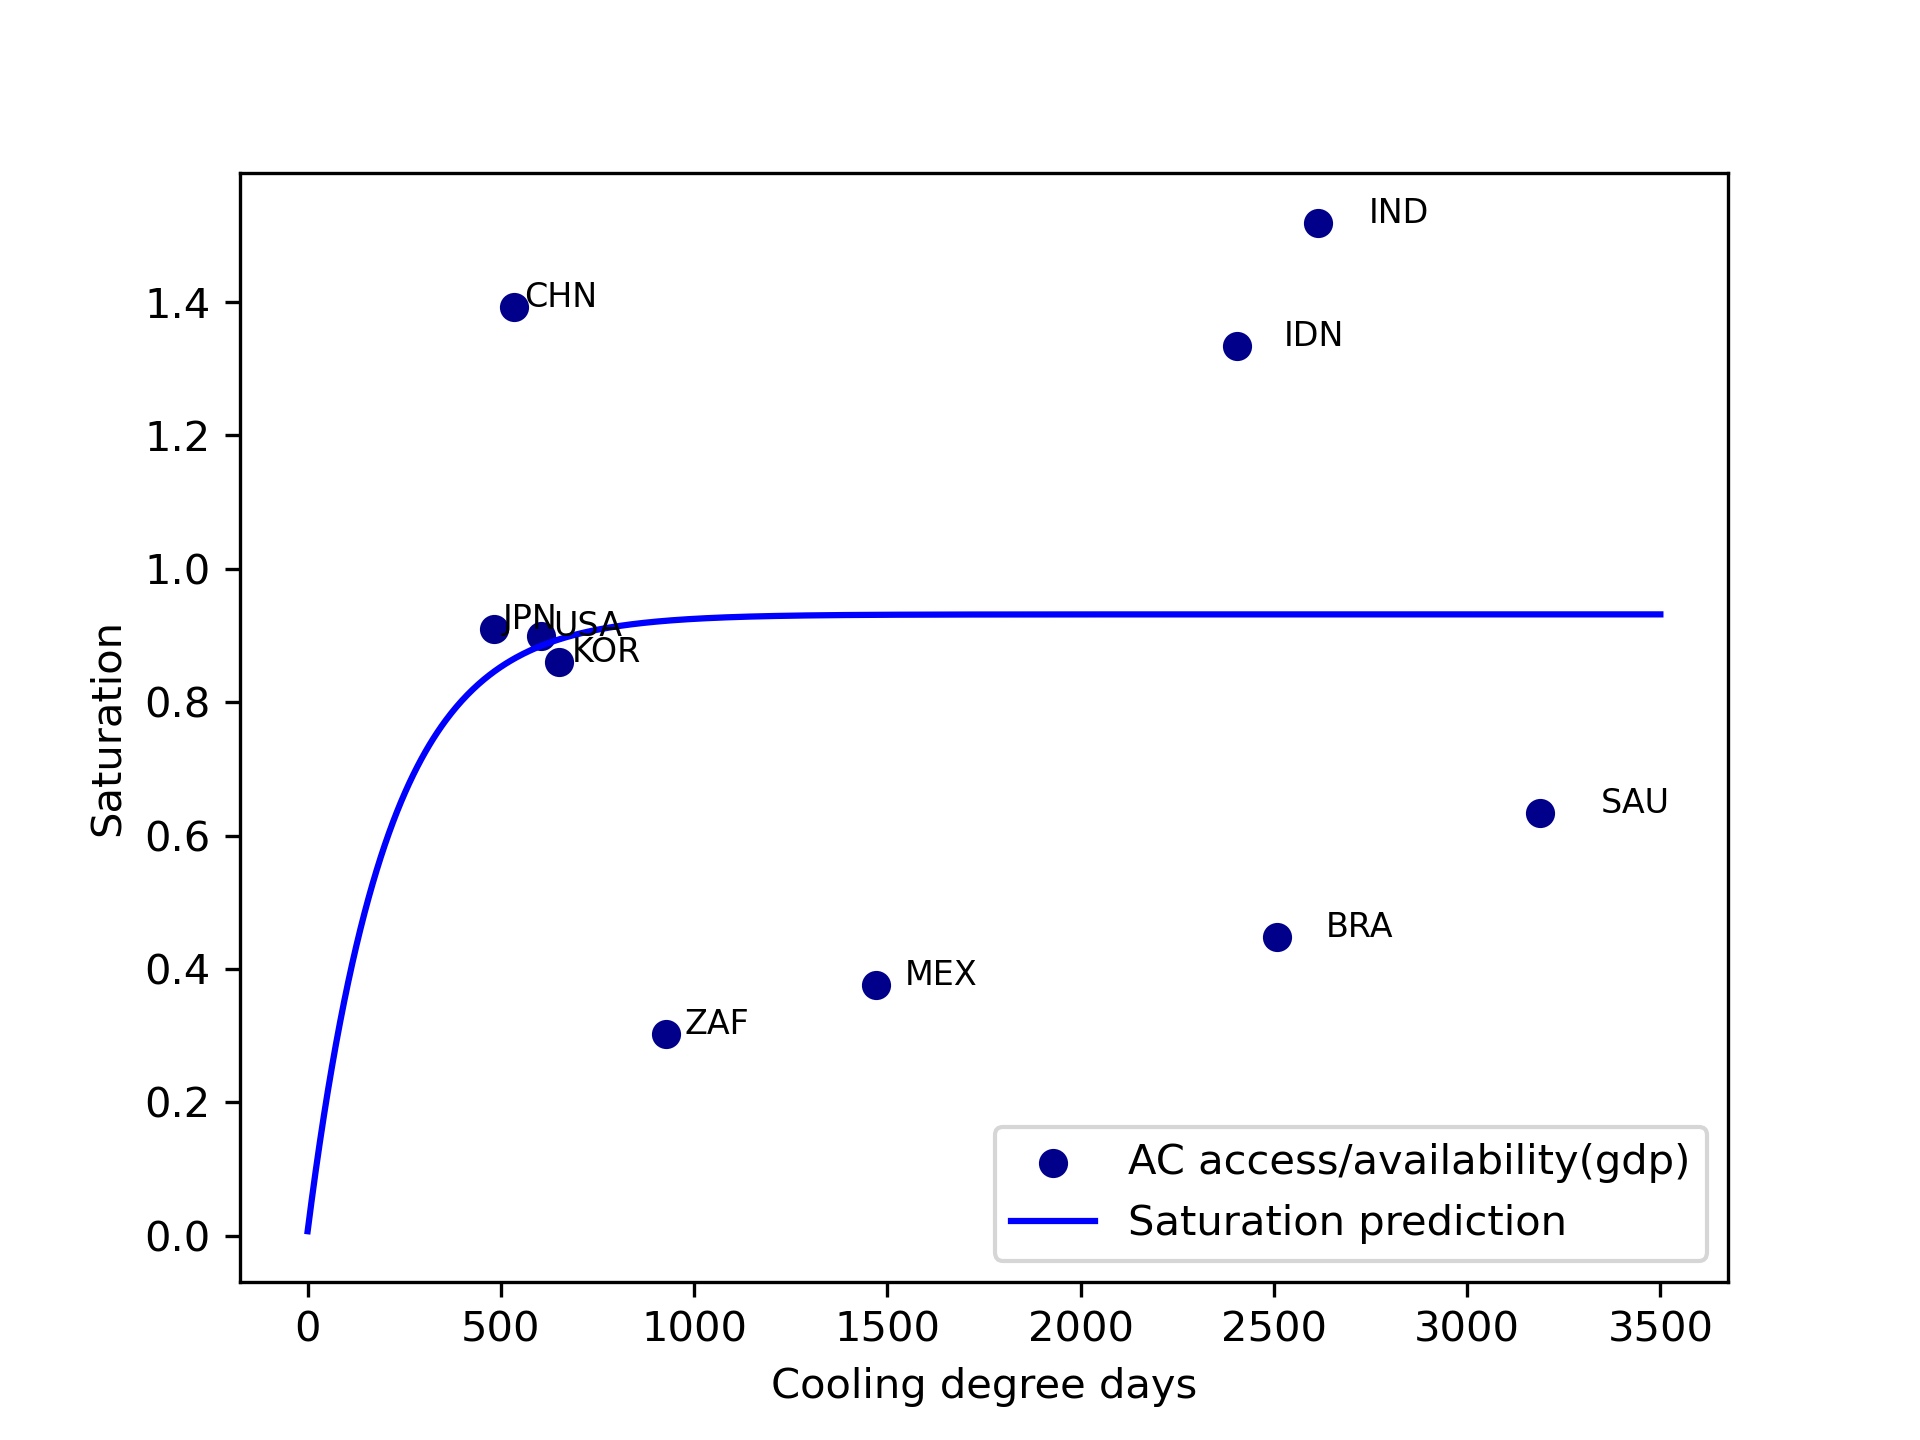 IND
CHN
IDN
JPN
USA
KOR
SAU
BRA
MEX
ZAF
1.4
1.2
1.0
0.8
0.6
0.4
0.2
0.0
Saturation
AC access/availability(gdp)
Saturation prediction
0 500 1000 1500 2000 2500 3000 3500
Cooling degree days